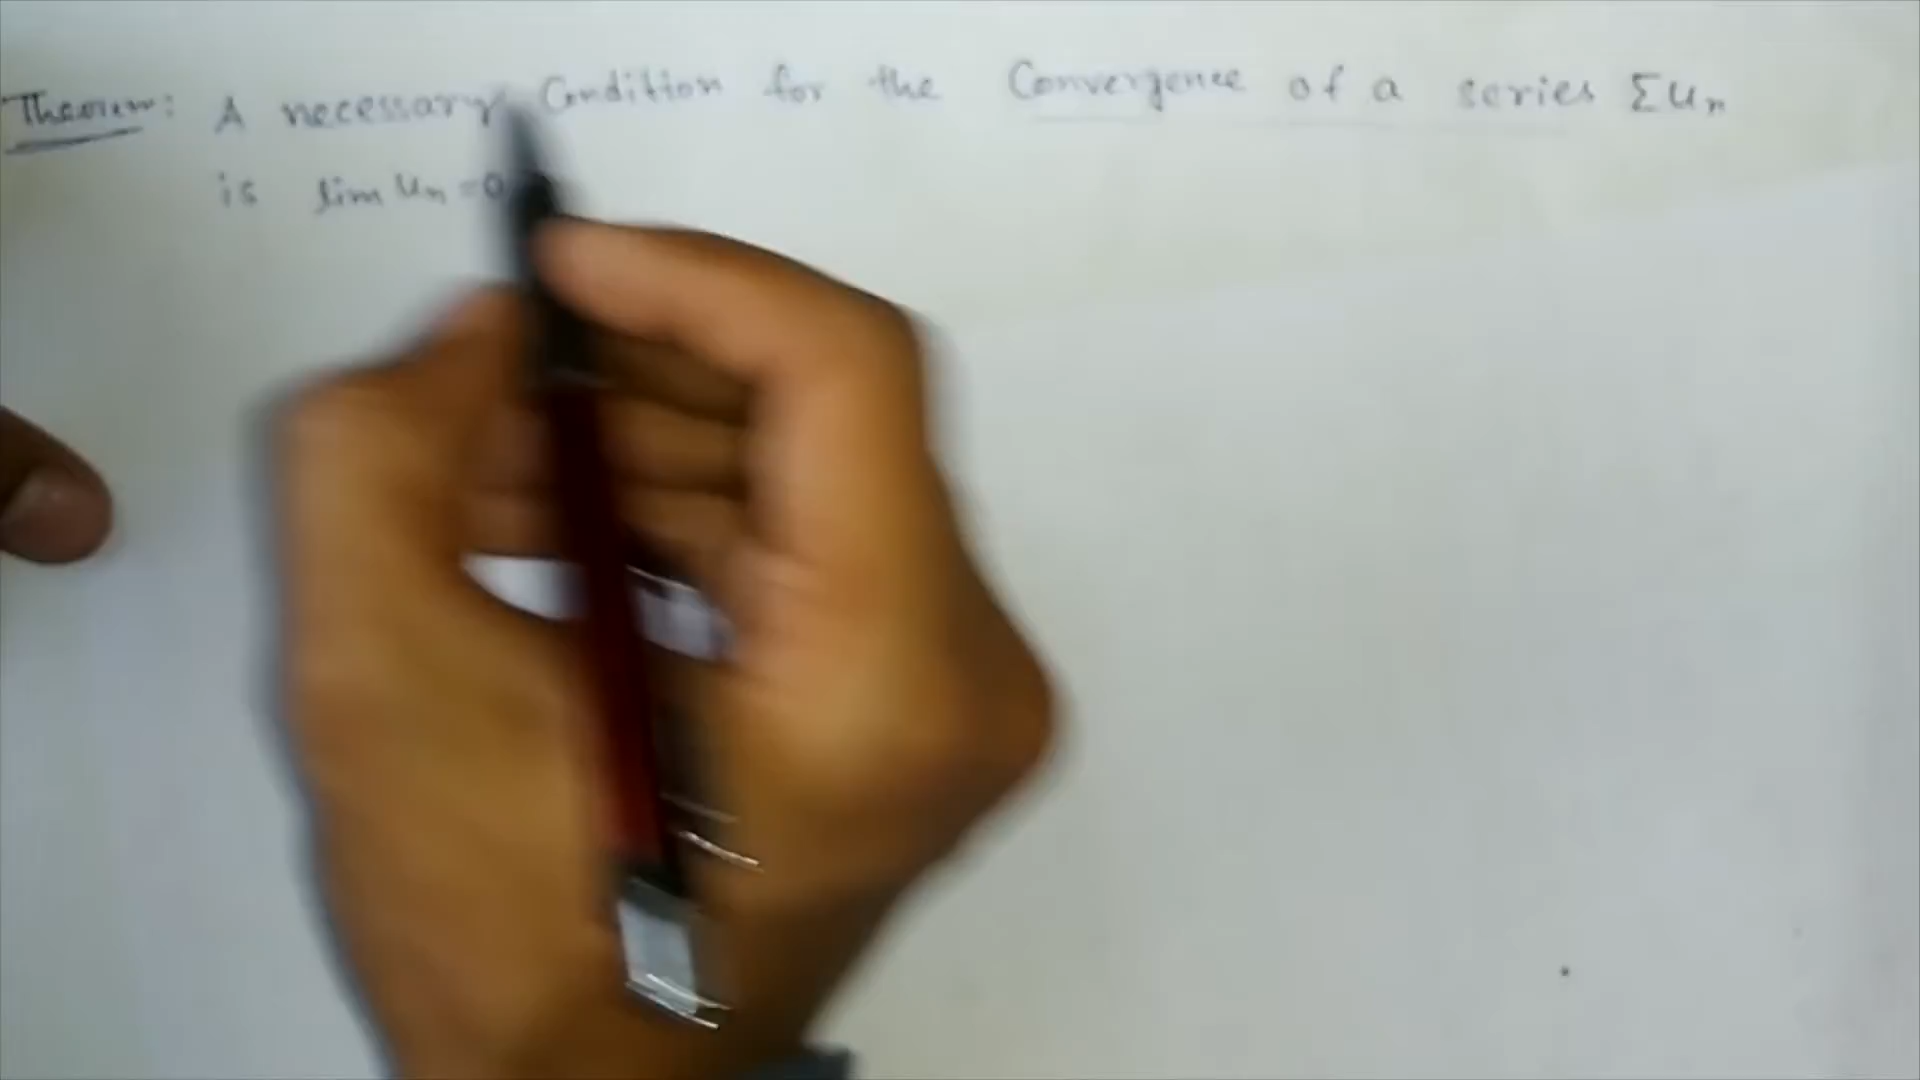 Theorem: A necessary Condition for the Convergence of a series Σuₙ
is lim uₙ = 0